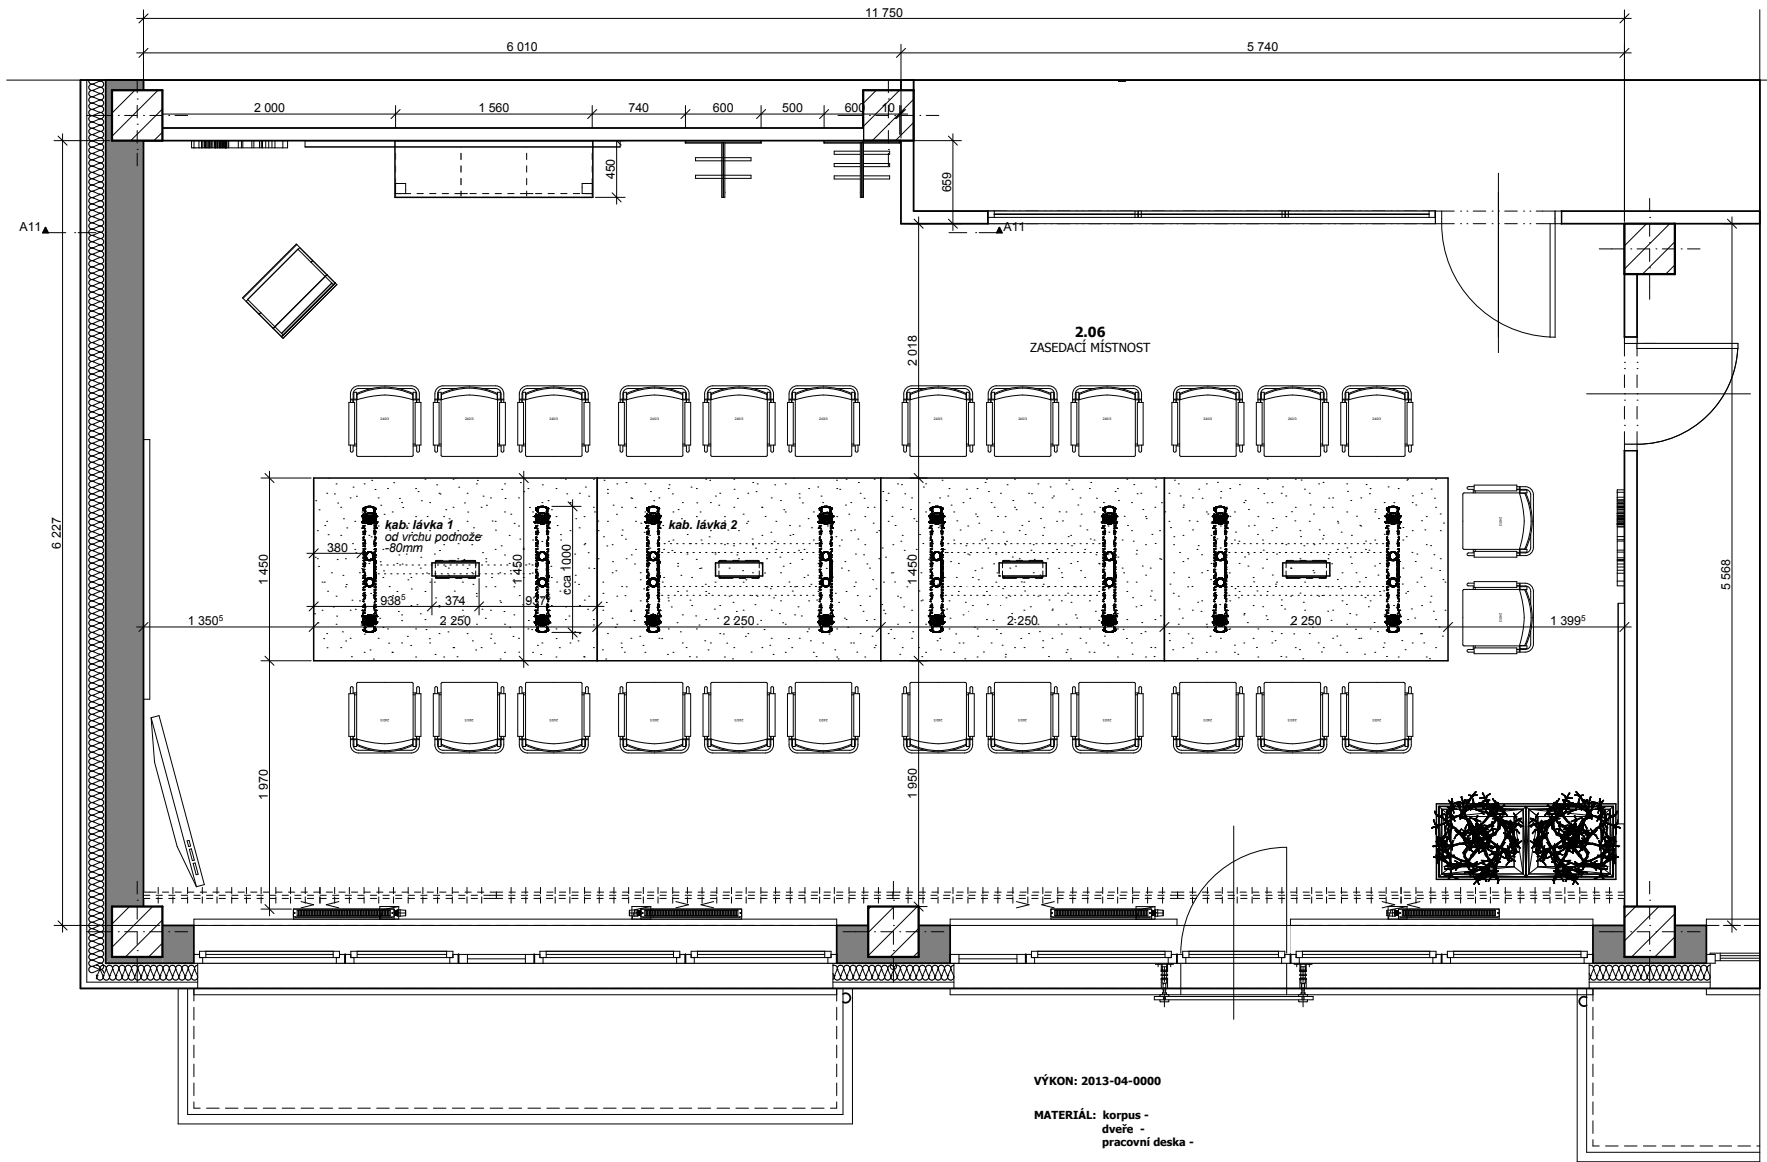 11 750
6 010
5 740
2 000
1 560
740
600
500
600
10
450
659
A11
A11
2.06
ZASEDACÍ MÍSTNOST
2 018
6 227
5 568
kab. lávka 1
od vrchu podnože
-80mm
kab. lávka 2
380
1 450
1 450
cca 1000
1 450
938⁵
374
937
1 350⁵
2 250
2 250
2 250
2 250
1 399⁵
1 970
1 950
VÝKON: 2013-04-0000
MATERIÁL: korpus -
dveře -
pracovní deska -